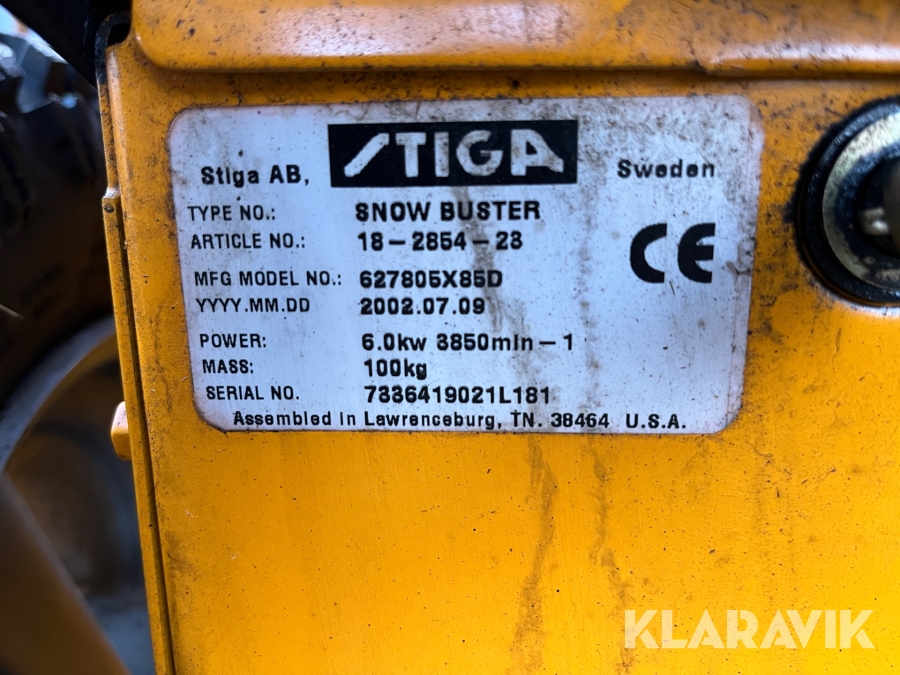 STIGA
Stiga AB, Sweden
TYPE NO.: SNOW BUSTER
ARTICLE NO.: 18-2854-23
CE
MFG MODEL NO.: 627805X85D
YYYY.MM.DD 2002.07.09
POWER: 6.0kw 3850min-1
MASS: 100kg
SERIAL NO. 7336419021L181
Assembled in Lawrenceburg, TN. 38464 U.S.A.
KLARAVIK